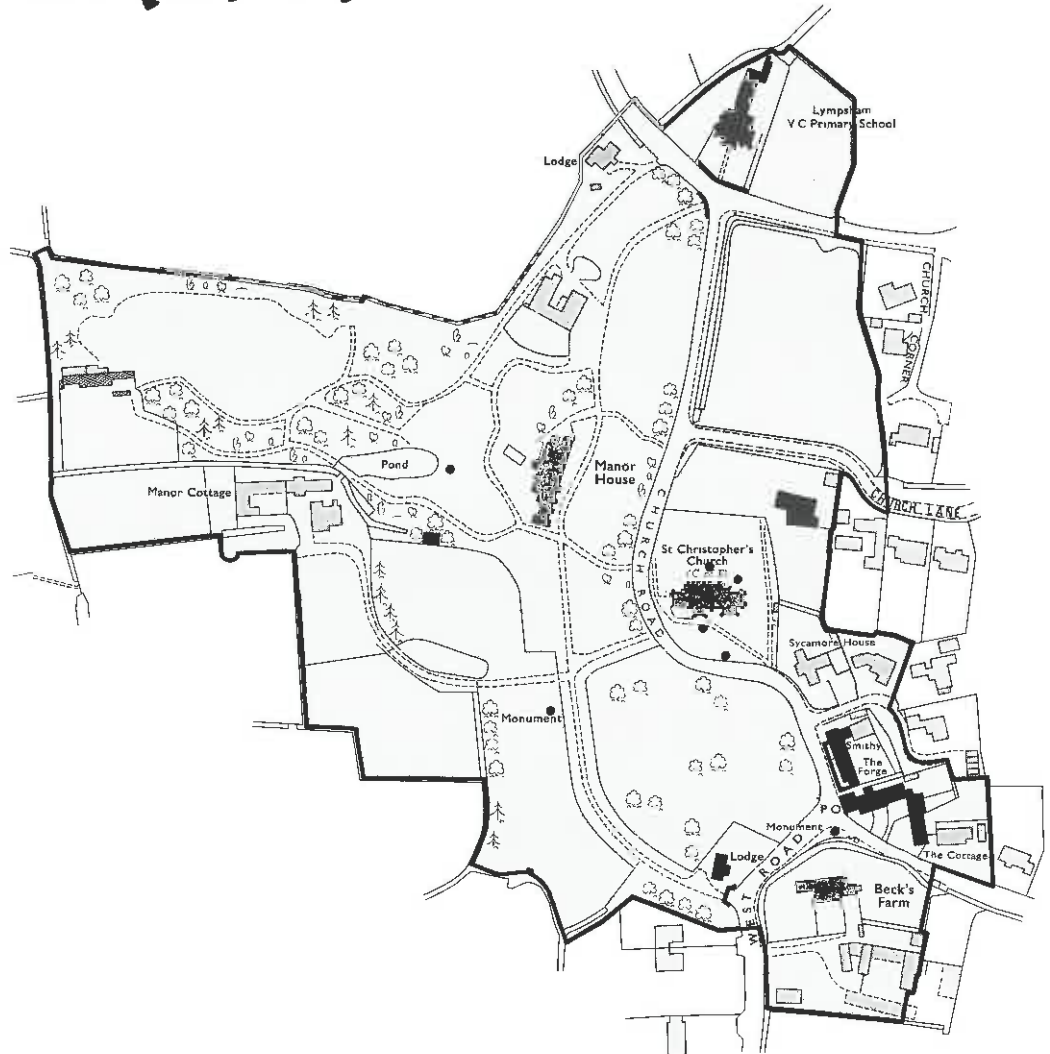 Lympsham
V C Primary School
Lodge
CHURCH
CORNER
Pond
Manor
House
Manor Cottage
CHURCH LANE
CHURCH ROAD
St Christopher's
Church
Sycamore House
Monument
Smithy
The
Forge
PO
Monument
Lodge
The Cottage
WEST ROAD
Beck's
Farm